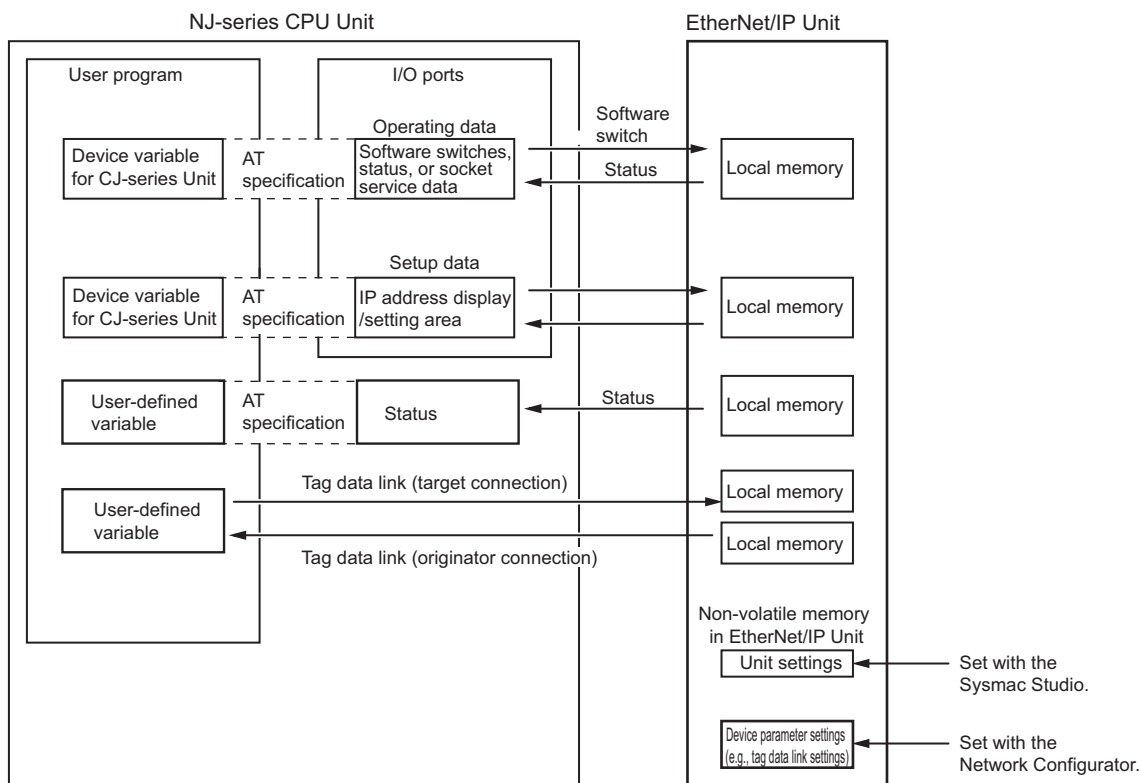 NJ-series CPU Unit
EtherNet/IP Unit
User program
I/O ports
Operating data
Software
switch
Device variable
for CJ-series Unit
AT
specification
Software switches,
status, or socket
service data
Status
Local memory
Setup data
Device variable
for CJ-series Unit
AT
specification
IP address display
/setting area
Local memory
User-defined
variable
AT
specification
Status
Status
Local memory
Tag data link (target connection)
Local memory
User-defined
variable
Local memory
Tag data link (originator connection)
Non-volatile memory
in EtherNet/IP Unit
Unit settings
Set with the
Sysmac Studio.
Device parameter settings
(e.g., tag data link settings)
Set with the
Network Configurator.